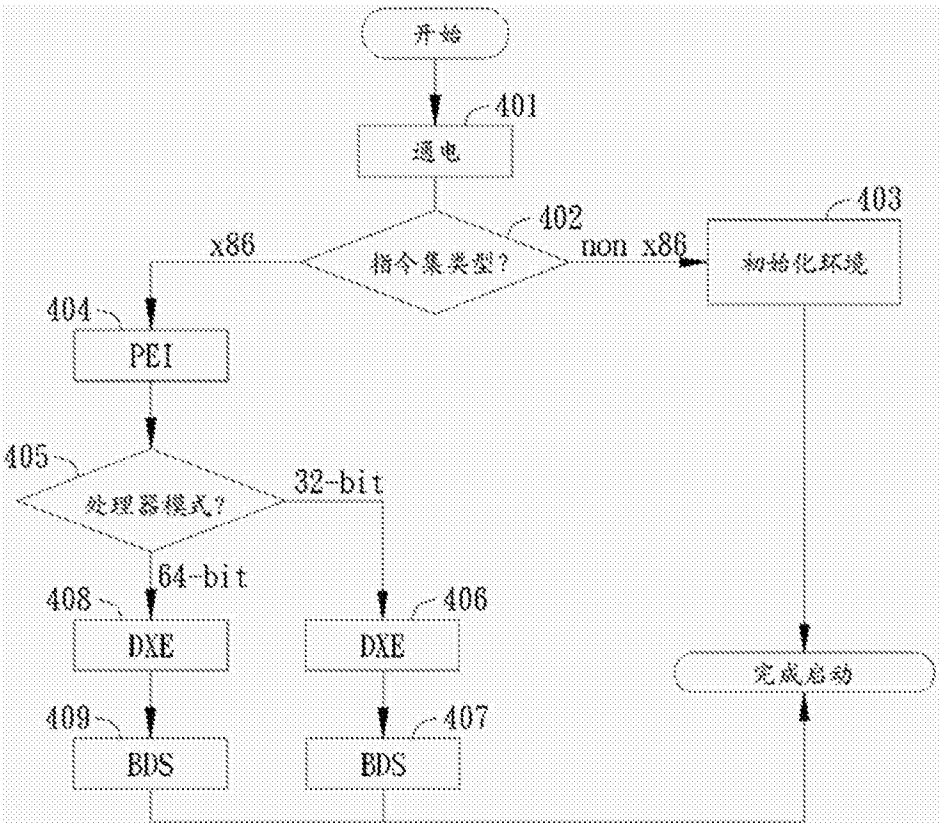 开始
401
通电
402
指令集类型?
x86
non x86
403
初始化环境
404
PEI
405
处理器模式?
32-bit
64-bit
408
DXE
406
DXE
409
BDS
407
BDS
完成启动